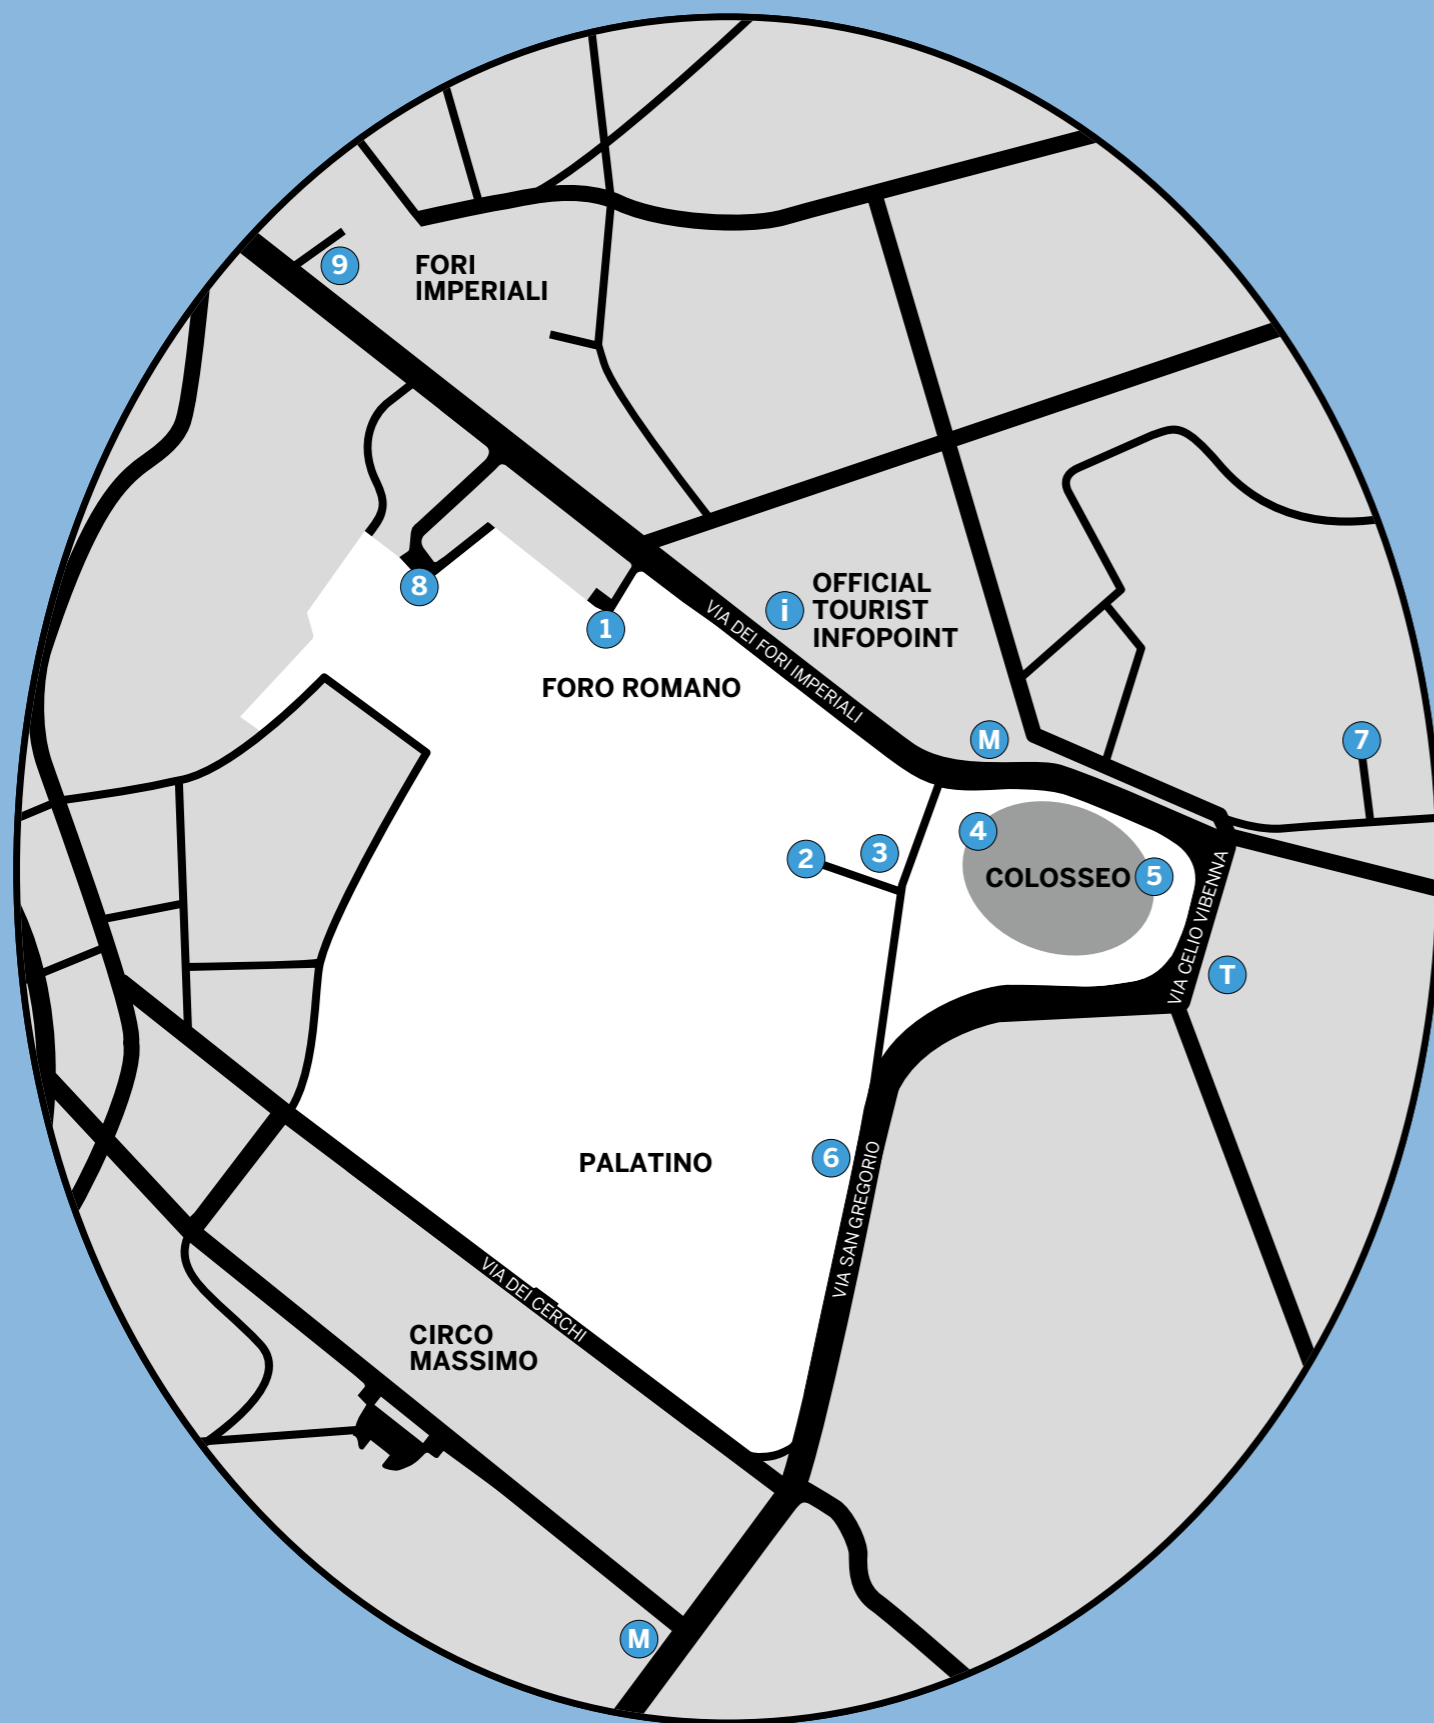 9
FORI
IMPERIALI
8
1
i
OFFICIAL
TOURIST
INFOPOINT
VIA DEI FORI IMPERIALI
FORO ROMANO
M
7
2
3
4
COLOSSEO
5
VIA CELIO VIBENNA
T
PALATINO
6
VIA SAN GREGORIO
VIA DEI CERCHI
CIRCO
MASSIMO
M